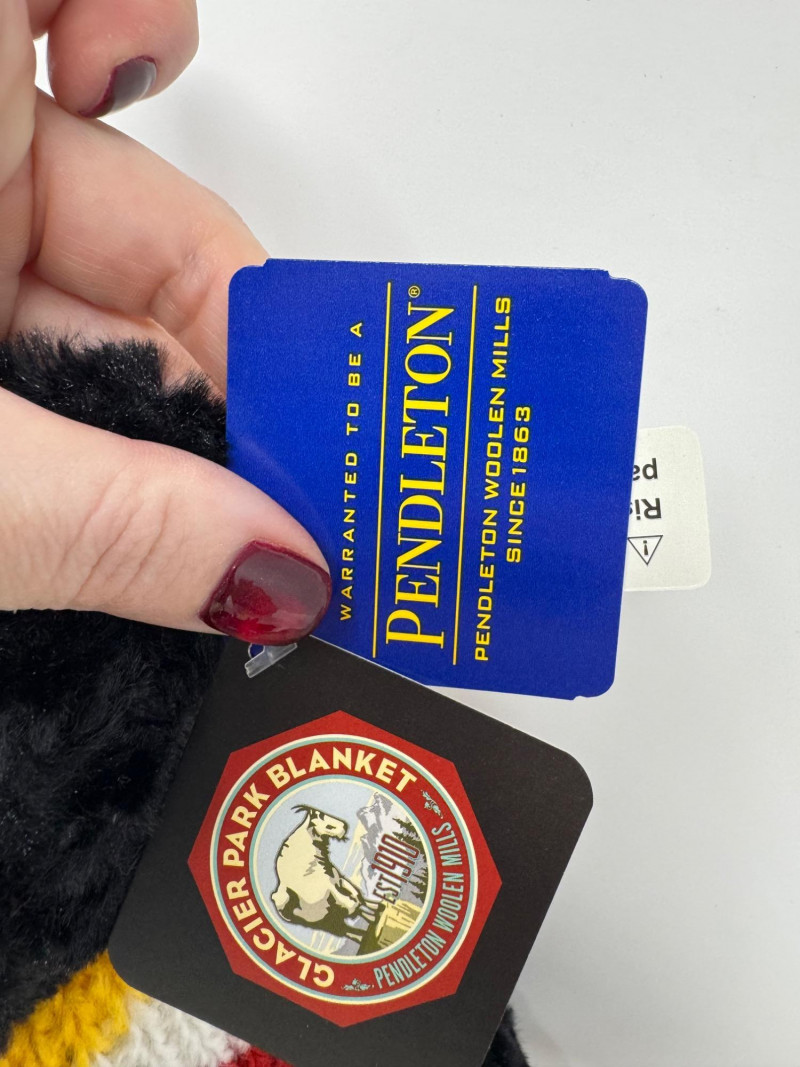 WARRANTED TO BE A
PENDLETON®
PENDLETON WOOLEN MILLS
SINCE 1863
GLACIER PARK BLANKET
EST 1910
PENDLETON WOOLEN MILLS